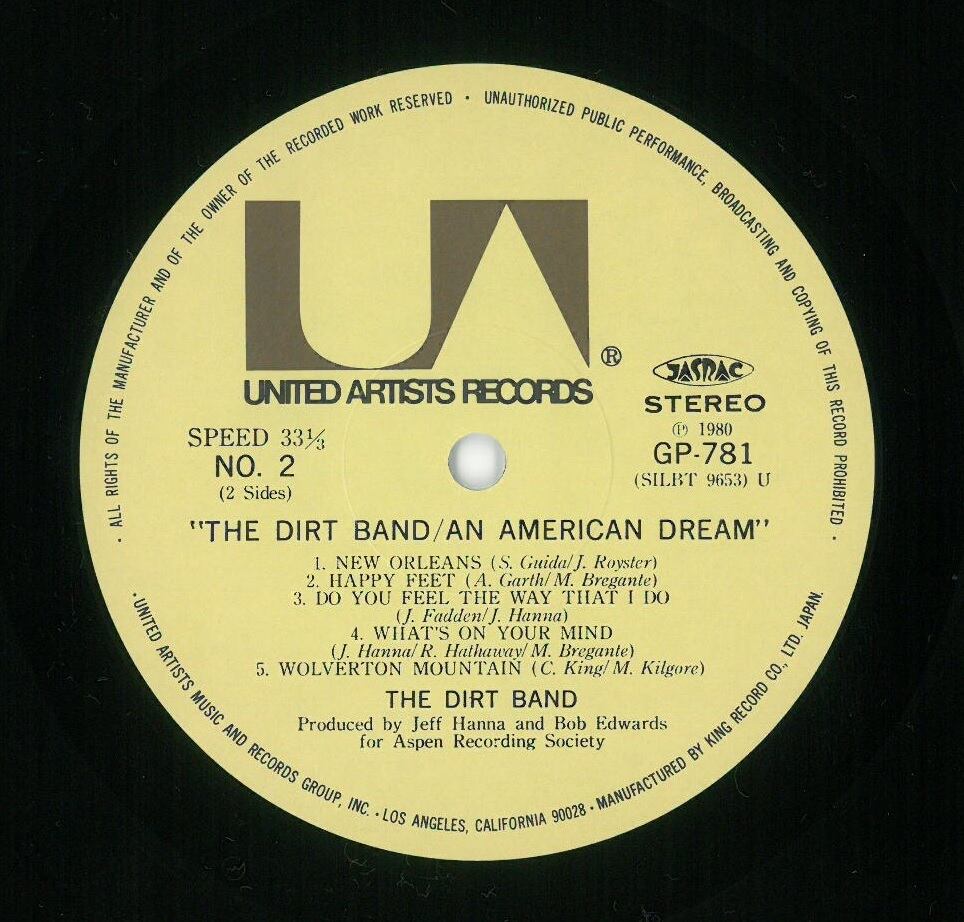 · ALL RIGHTS OF THE MANUFACTURER AND OF THE OWNER OF THE RECORDED WORK RESERVED · UNAUTHORIZED PUBLIC PERFORMANCE, BROADCASTING AND COPYING OF THIS RECORD PROHIBITED ·
UA
®
UNITED ARTISTS RECORDS
JASRAC
STEREO
Ⓟ 1980
GP-781
(SILBT 9653) U
SPEED 33⅓
NO. 2
(2 Sides)
"THE DIRT BAND/AN AMERICAN DREAM"
1. NEW ORLEANS (S. Guida/J. Royster)
2. HAPPY FEET (A. Garth/M. Bregante)
3. DO YOU FEEL THE WAY THAT I DO
(J. Fadden/J. Hanna)
4. WHAT'S ON YOUR MIND
(J. Hanna/R. Hathaway/M. Bregante)
5. WOLVERTON MOUNTAIN (C. King/M. Kilgore)
THE DIRT BAND
Produced by Jeff Hanna and Bob Edwards
for Aspen Recording Society
· UNITED ARTISTS MUSIC AND RECORDS GROUP, INC. · LOS ANGELES, CALIFORNIA 90028 · MANUFACTURED BY KING RECORD CO., LTD. JAPAN.